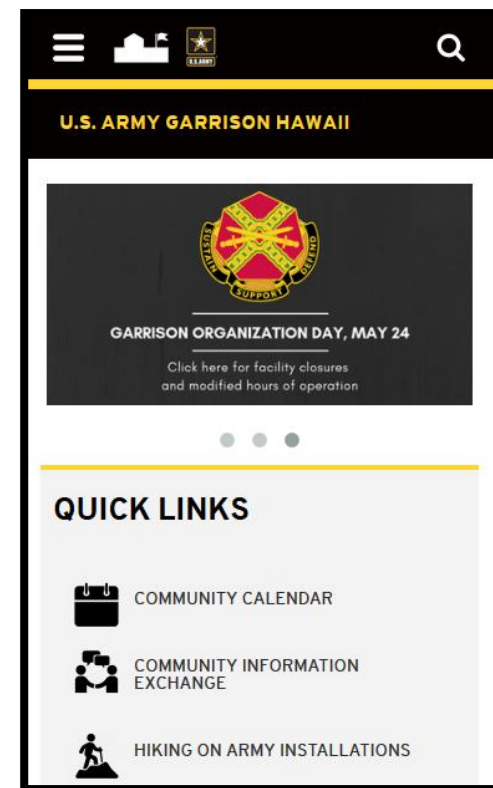 U.S.ARMY
U.S. ARMY GARRISON HAWAII
SUSTAIN
SUPPORT
DEFEND
GARRISON ORGANIZATION DAY, MAY 24
Click here for facility closures
and modified hours of operation
QUICK LINKS
COMMUNITY CALENDAR
COMMUNITY INFORMATION
EXCHANGE
HIKING ON ARMY INSTALLATIONS